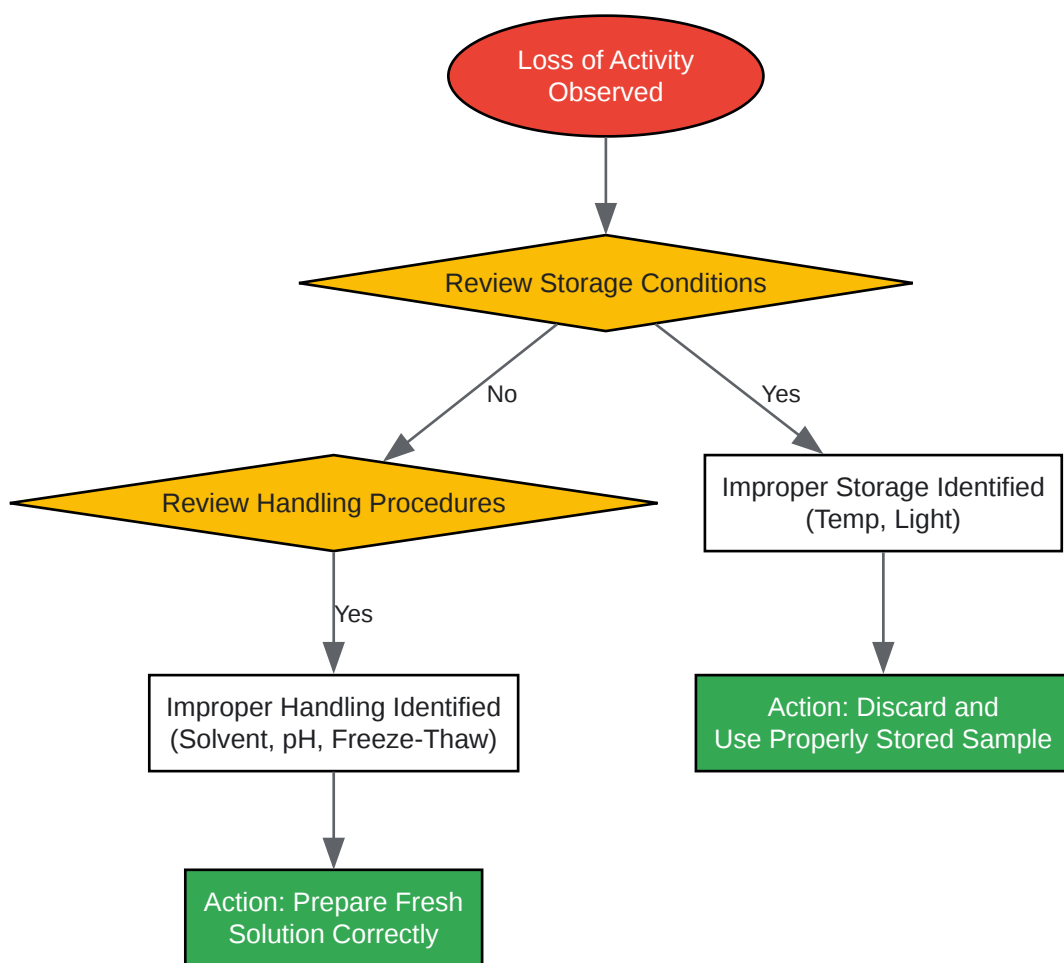 Loss of Activity
Observed
Review Storage Conditions
No
Yes
Review Handling Procedures
Improper Storage Identified
(Temp, Light)
Yes
Improper Handling Identified
(Solvent, pH, Freeze-Thaw)
Action: Discard and
Use Properly Stored Sample
Action: Prepare Fresh
Solution Correctly